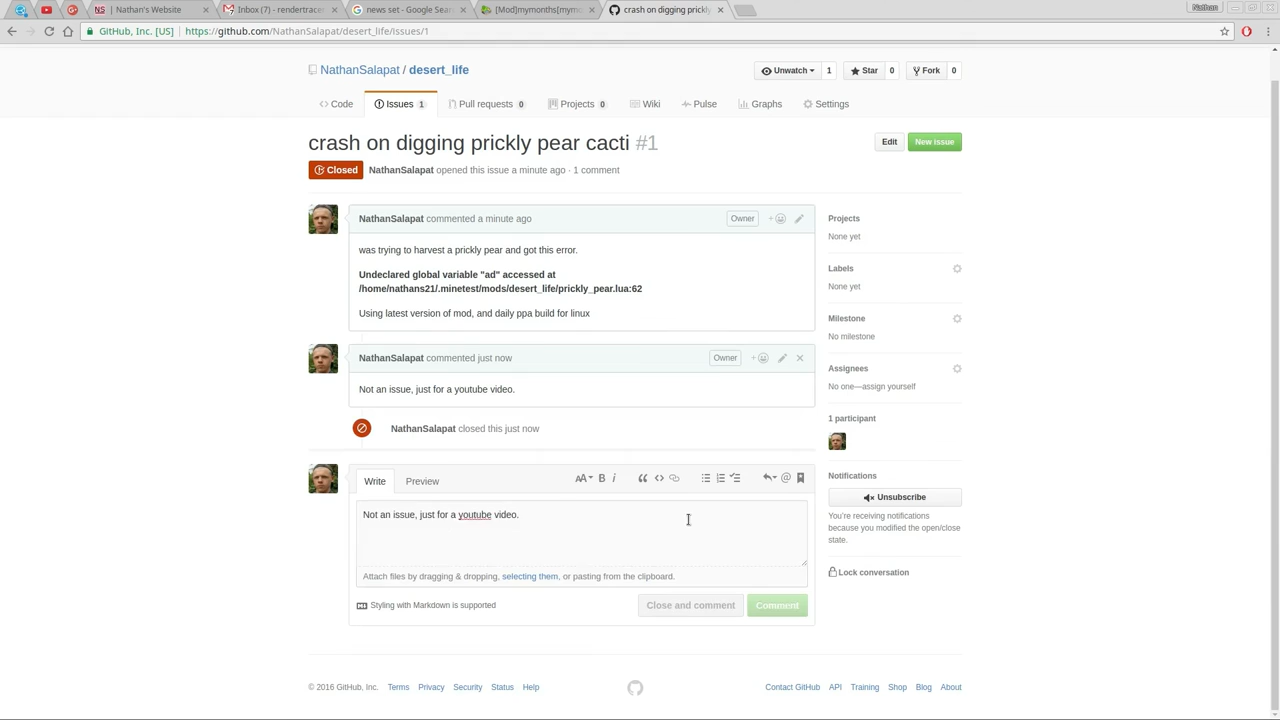 Nathan's Website
Inbox (7) - rendertrace
news set - Google Sear
[Mod]mymonths[mymo
crash on digging prickly
Nathan
GitHub, Inc. [US]
https://github.com/NathanSalapat/desert_life/issues/1
NathanSalapat / desert_life
Unwatch 1
Star 0
Fork 0
Code
Issues 1
Pull requests 0
Projects 0
Wiki
Pulse
Graphs
Settings
crash on digging prickly pear cacti #1
Edit
New issue
Closed
NathanSalapat opened this issue a minute ago · 1 comment
NathanSalapat commented a minute ago
Owner
was trying to harvest a prickly pear and got this error.
Undeclared global variable "ad" accessed at
/home/nathans21/.minetest/mods/desert_life/prickly_pear.lua:62
Using latest version of mod, and daily ppa build for linux
NathanSalapat commented just now
Owner
Not an issue, just for a youtube video.
NathanSalapat closed this just now
Write
Preview
AA B i
Not an issue, just for a youtube video.
Attach files by dragging & dropping, selecting them, or pasting from the clipboard.
Styling with Markdown is supported
Close and comment
Comment
Projects
None yet
Labels
None yet
Milestone
No milestone
Assignees
No one—assign yourself
1 participant
Notifications
Unsubscribe
You're receiving notifications
because you modified the open/close
state.
Lock conversation
© 2016 GitHub, Inc.
Terms
Privacy
Security
Status
Help
Contact GitHub
API
Training
Shop
Blog
About